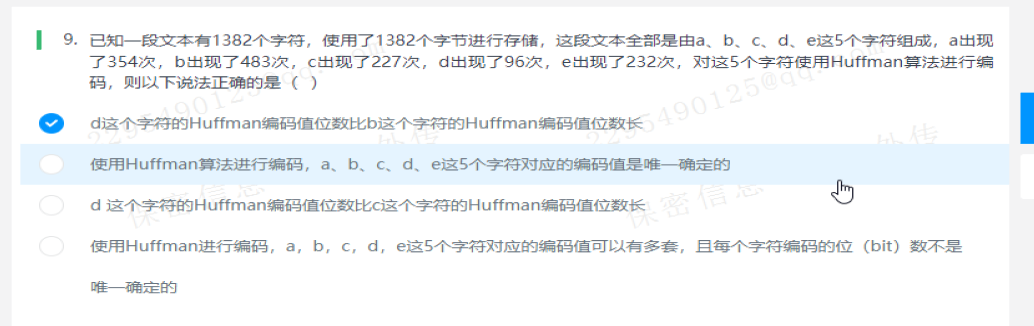 9. 已知一段文本有1382个字符，使用了1382个字节进行存储，这段文本全部是由a、b、c、d、e这5个字符组成，a出现
了354次，b出现了483次，c出现了227次，d出现了96次，e出现了232次，对这5个字符使用Huffman算法进行编
码，则以下说法正确的是（ ）
d这个字符的Huffman编码值位数比b这个字符的Huffman编码值位数长
使用Huffman算法进行编码，a、b、c、d、e这5个字符对应的编码值是唯一确定的
d 这个字符的Huffman编码值位数比c这个字符的Huffman编码值位数长
使用Huffman进行编码，a，b，c，d，e这5个字符对应的编码值可以有多套，且每个字符编码的位（bit）数不是
唯一确定的
2295490125@qq.com
保密信息
外传
2295490125@qq.com
保密信息
外传